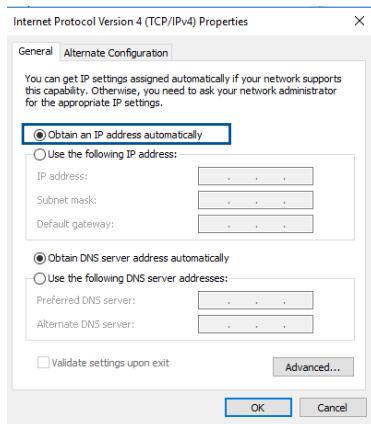 Internet Protocol Version 4 (TCP/IPv4) Properties
General
Alternate Configuration
You can get IP settings assigned automatically if your network supports
this capability. Otherwise, you need to ask your network administrator
for the appropriate IP settings.
Obtain an IP address automatically
Use the following IP address:
IP address:
Subnet mask:
Default gateway:
Obtain DNS server address automatically
Use the following DNS server addresses:
Preferred DNS server:
Alternate DNS server:
Validate settings upon exit
Advanced...
OK
Cancel